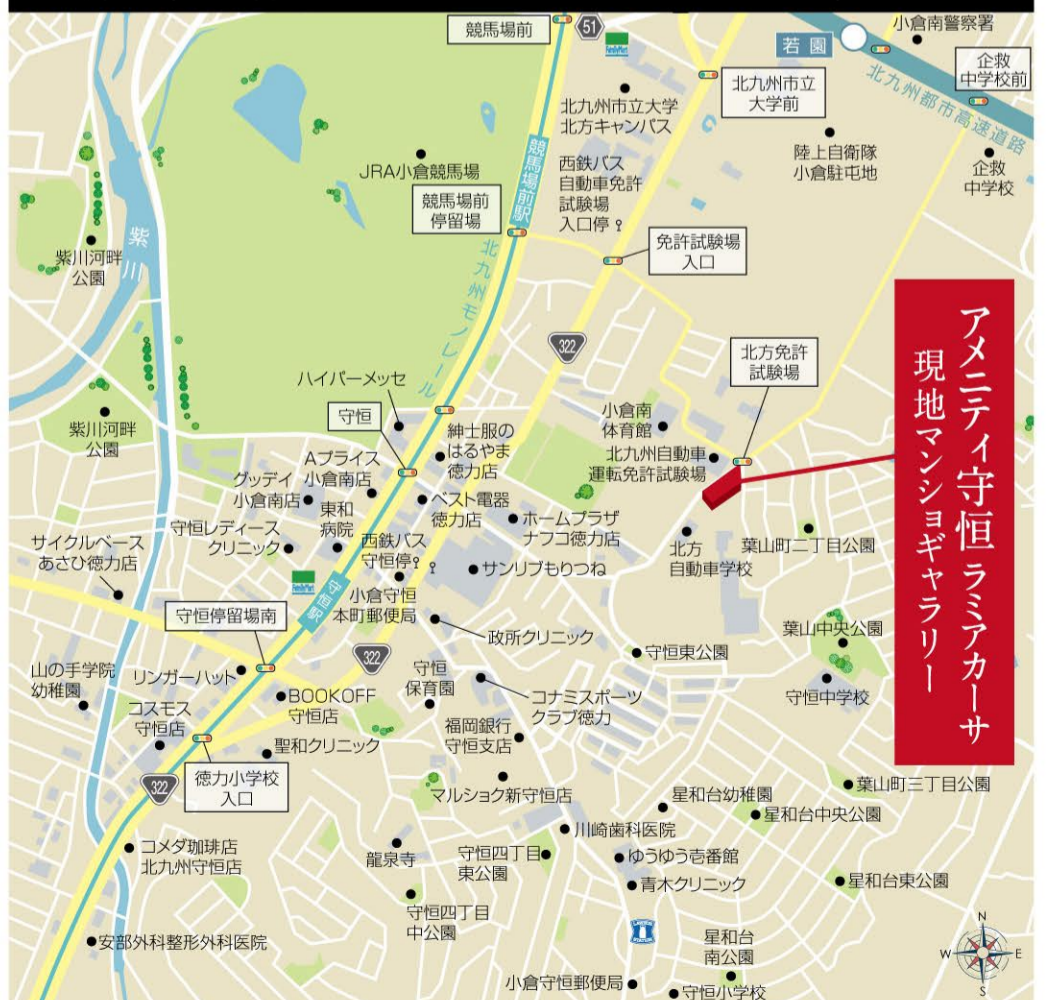 競馬場前
51
FamilyMart
若園
小倉南警察署
企救
中学校前
北九州市立
大学前
北九州都市高速道路
北九州市立大学
北方キャンパス
陸上自衛隊
小倉駐屯地
企救
中学校
JRA小倉競馬場
競馬場前駅
西鉄バス
自動車免許
試験場
入口停
競馬場前
停留場
免許試験場
入口
紫川
紫川河畔
公園
北九州モノレール
322
北方免許
試験場
アメニティ守恒 ラミアカーサ
現地マンションギャラリー
ハイパーメッセ
守恒
紫川河畔
公園
紳士服の
はるやま
徳力店
小倉南
体育館
北九州自動車
運転免許試験場
Aプライス
小倉南店
グッデイ
小倉南店
東和
病院
ベスト電器
徳力店
ホームプラザ
ナフコ徳力店
守恒レディース
クリニック
西鉄バス
守恒停
サンリブもりつね
北方
自動車学校
葉山町二丁目公園
サイクルベース
あさひ徳力店
FamilyMart
守恒駅
小倉守恒
本町郵便局
守恒停留場南
政所クリニック
葉山中央公園
322
守恒東公園
山の手学院
幼稚園
リンガーハット
守恒
保育園
守恒中学校
コスモス
守恒店
BOOKOFF
守恒店
コナミスポーツ
クラブ徳力
聖和クリニック
福岡銀行
守恒支店
徳力小学校
入口
322
マルショク新守恒店
葉山町三丁目公園
星和台幼稚園
星和台中央公園
川崎歯科医院
コメダ珈琲店
北九州守恒店
龍泉寺
守恒四丁目
東公園
ゆうゆう壱番館
青木クリニック
星和台東公園
守恒四丁目
中公園
安部外科整形外科医院
LAWSON
STATION
星和台
南公園
小倉守恒郵便局
守恒小学校
N
W
E
S